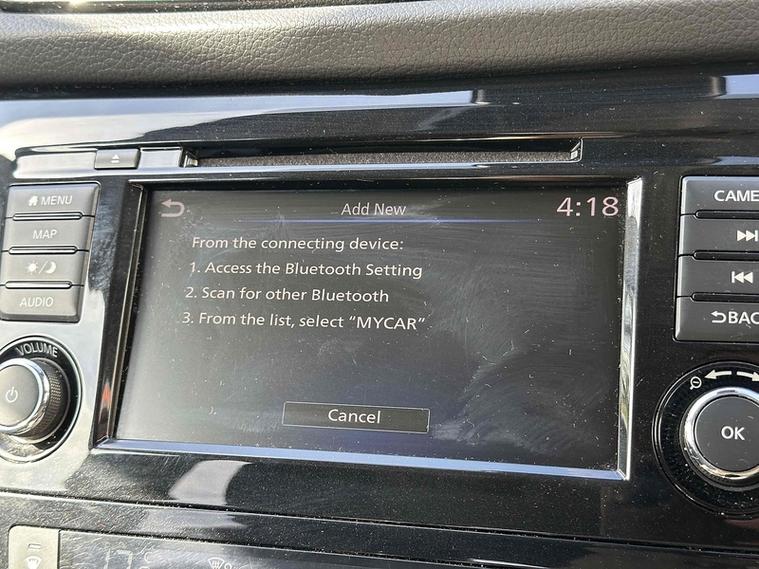 MENU
MAP
AUDIO
VOLUME
Add New
4:18
From the connecting device:
1. Access the Bluetooth Setting
2. Scan for other Bluetooth
3. From the list, select “MYCAR”
Cancel
CAME
BAC
OK